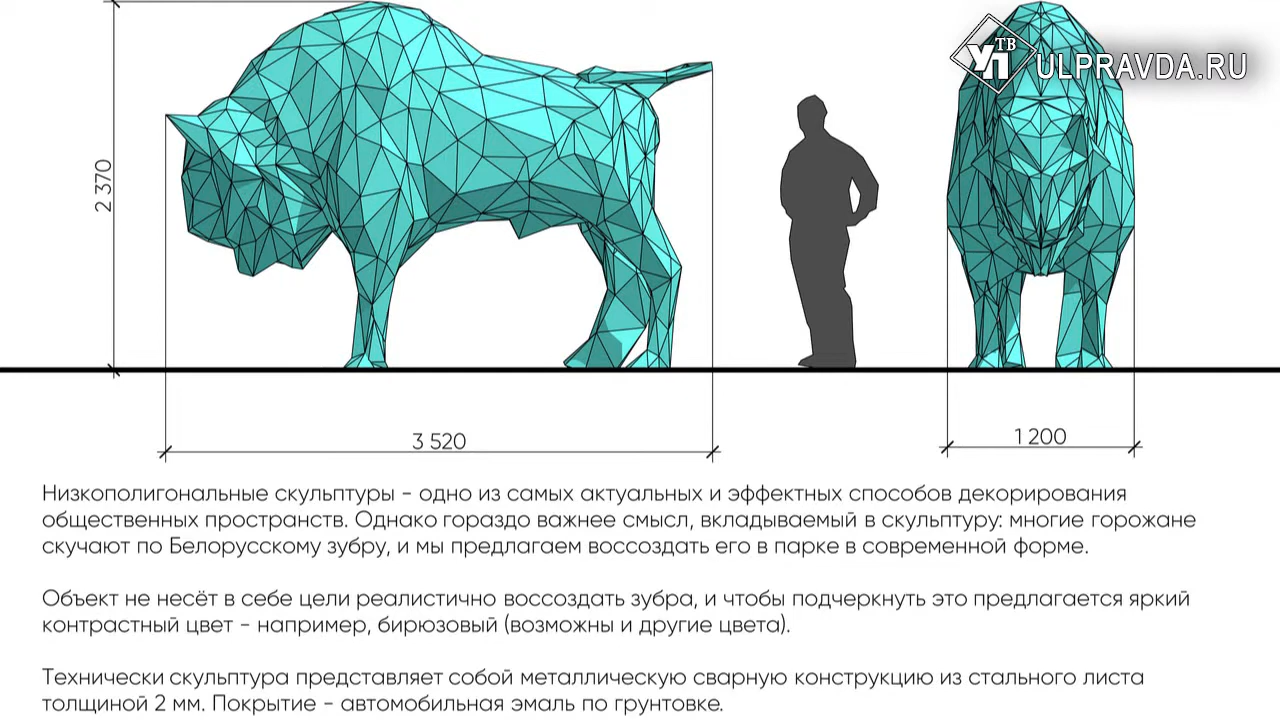 УП ТВ
ULPRAVDA.RU
2 370
3 520
1 200
Низкополигональные скульптуры - одно из самых актуальных и эффектных способов декорирования
общественных пространств. Однако гораздо важнее смысл, вкладываемый в скульптуру: многие горожане
скучают по Белорусскому зубру, и мы предлагаем воссоздать его в парке в современной форме.
Объект не несёт в себе цели реалистично воссоздать зубра, и чтобы подчеркнуть это предлагается яркий
контрастный цвет - например, бирюзовый (возможны и другие цвета).
Технически скульптура представляет собой металлическую сварную конструкцию из стального листа
толщиной 2 мм. Покрытие - автомобильная эмаль по грунтовке.